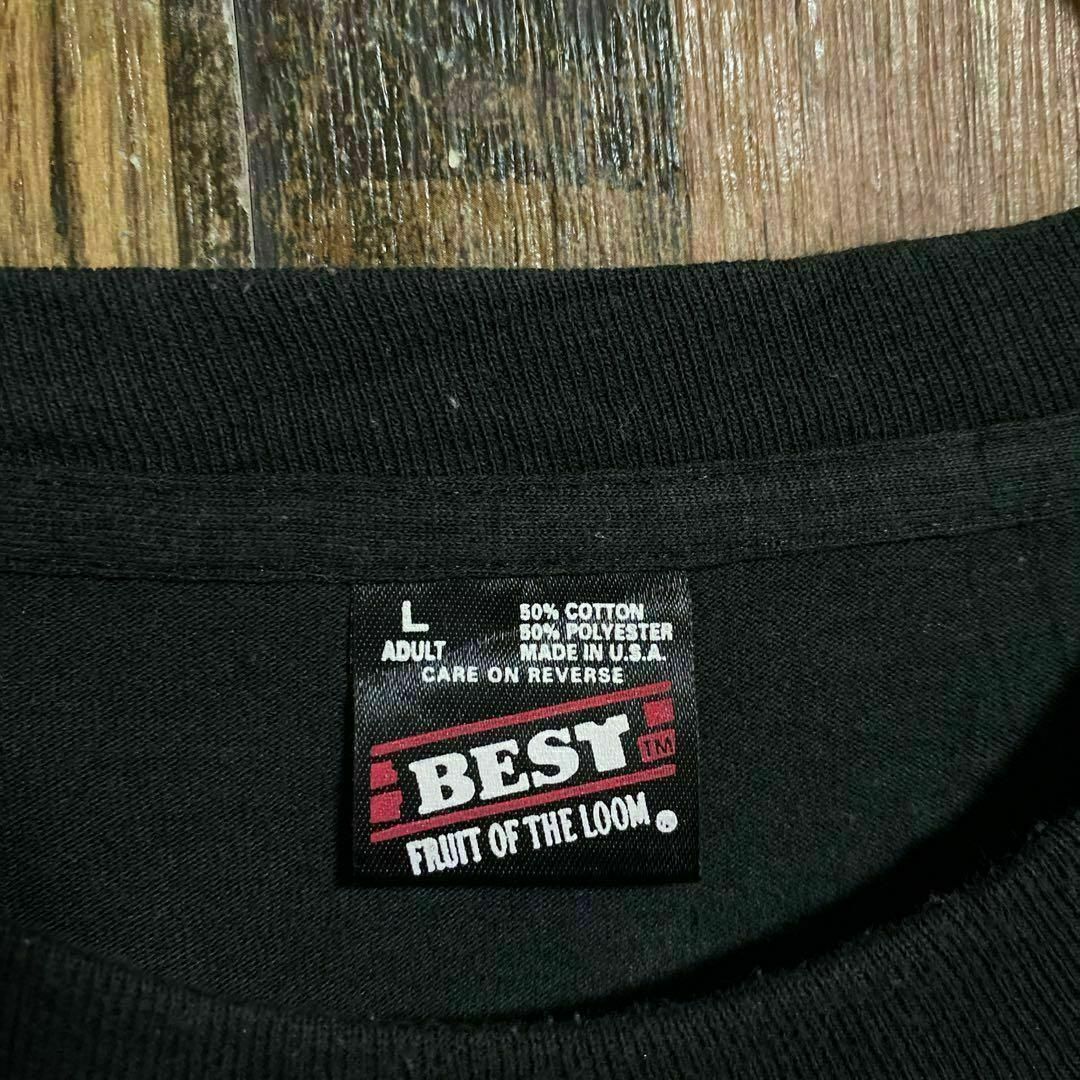 L
ADULT
50% COTTON
50% POLYESTER
MADE IN U.S.A.
CARE ON REVERSE
BEST TM
FRUIT OF THE LOOM ®